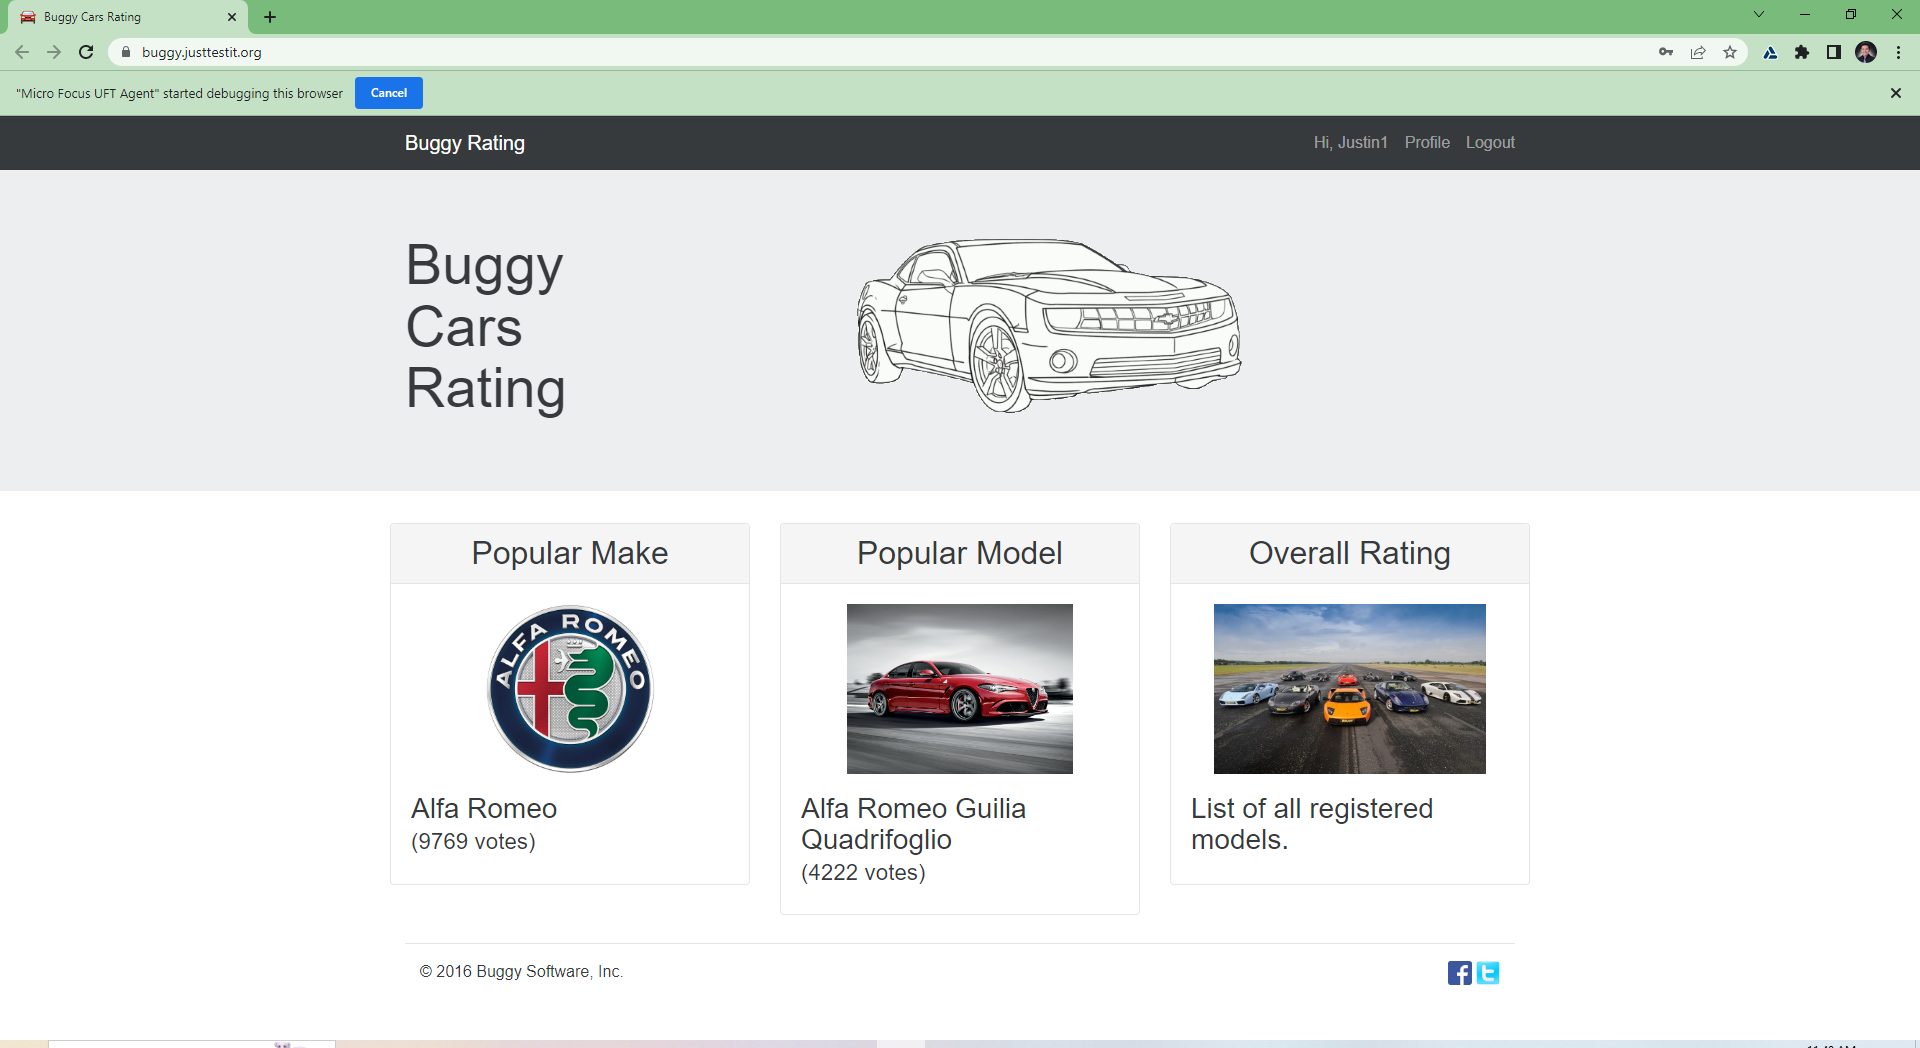 Buggy Cars Rating
buggy.justtestit.org
"Micro Focus UFT Agent" started debugging this browser
Cancel
Buggy Rating
Hi, Justin1
Profile
Logout
Buggy
Cars
Rating
Popular Make
ALFA ROMEO
Alfa Romeo
(9769 votes)
Popular Model
Alfa Romeo Guilia
Quadrifoglio
(4222 votes)
Overall Rating
List of all registered
models.
© 2016 Buggy Software, Inc.